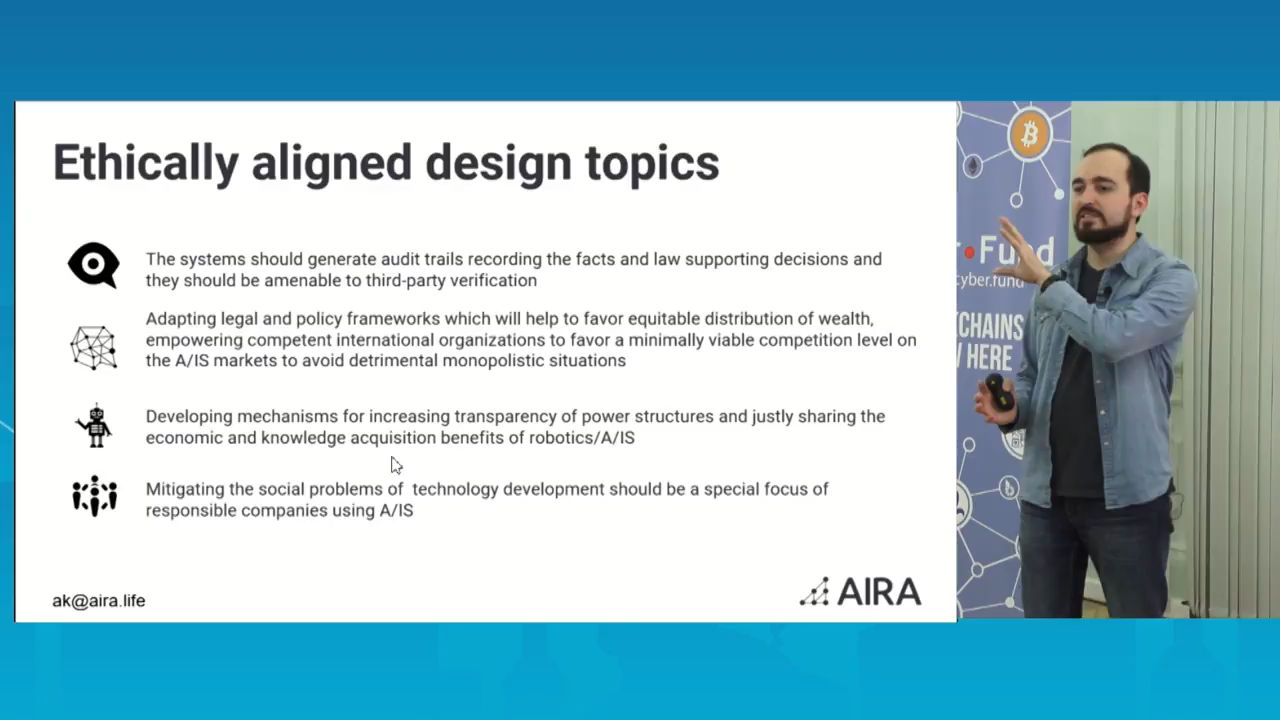 Ethically aligned design topics
The systems should generate audit trails recording the facts and law supporting decisions and
they should be amenable to third-party verification
Adapting legal and policy frameworks which will help to favor equitable distribution of wealth,
empowering competent international organizations to favor a minimally viable competition level on
the A/IS markets to avoid detrimental monopolistic situations
Developing mechanisms for increasing transparency of power structures and justly sharing the
economic and knowledge acquisition benefits of robotics/A/IS
Mitigating the social problems of technology development should be a special focus of
responsible companies using A/IS
ak@aira.life
AIRA
r•Fund
cyber.fund
CHAINS
HERE